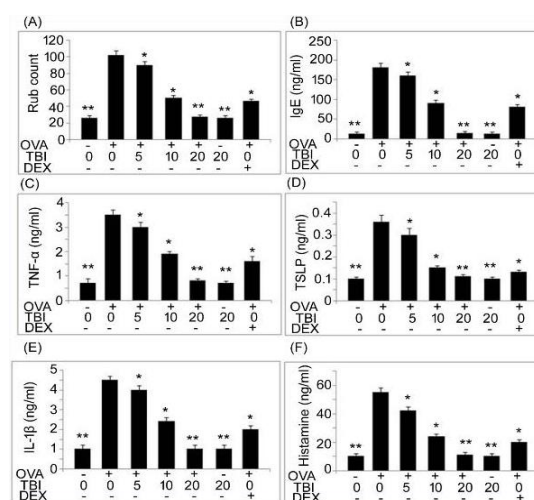 (A)
Rub count
120
100
80
60
40
20
0
** * * ** ** *
OVA - + + + + - +
TBI 0 0 5 10 20 20 0
DEX - - - - - - +
(B)
IgE (ng/ml)
250
200
150
100
50
0
** * * ** ** *
OVA - + + + + - +
TBI 0 0 5 10 20 20 0
DEX - - - - - - +
(C)
TNF-α (ng/ml)
4
3
2
1
0
** * * ** ** *
OVA - + + + + - +
TBI 0 0 5 10 20 20 0
DEX - - - - - - +
(D)
TSLP (ng/ml)
0.4
0.3
0.2
0.1
0
** * * ** ** *
OVA - + + + + - +
TBI 0 0 5 10 20 20 0
DEX - - - - - - +
(E)
IL-1β (ng/ml)
5
4
3
2
1
0
** * * ** ** *
OVA - + + + + - +
TBI 0 0 5 10 20 20 0
DEX - - - - - - +
(F)
Histamine (ng/ml)
60
40
20
0
** * * ** ** *
OVA - + + + + - +
TBI 0 0 5 10 20 20 0
DEX - - - - - - +